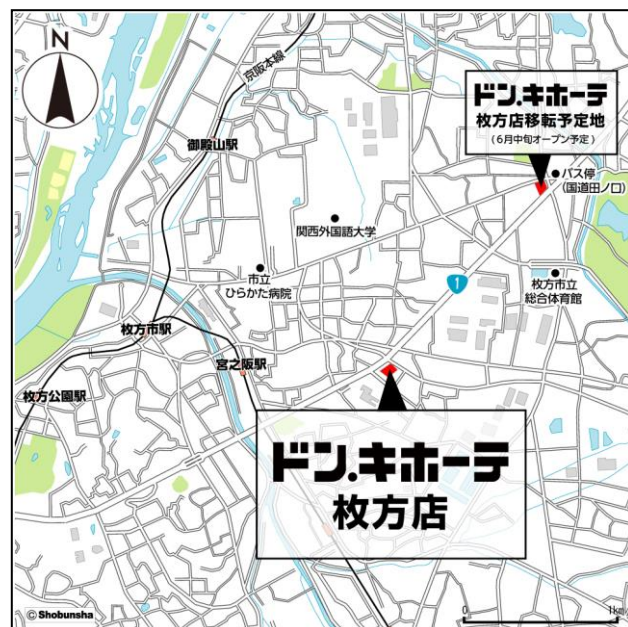 N
京阪本線
ドン.キホーテ
枚方店移転予定地
(6月中旬オープン予定)
御殿山駅
バス停
(国道田ノ口)
関西外国語大学
市立
ひらかた病院
1
枚方市立
総合体育館
枚方市駅
宮之阪駅
枚方公園駅
ドン.キホーテ
枚方店
© Shobunsha
0 1km